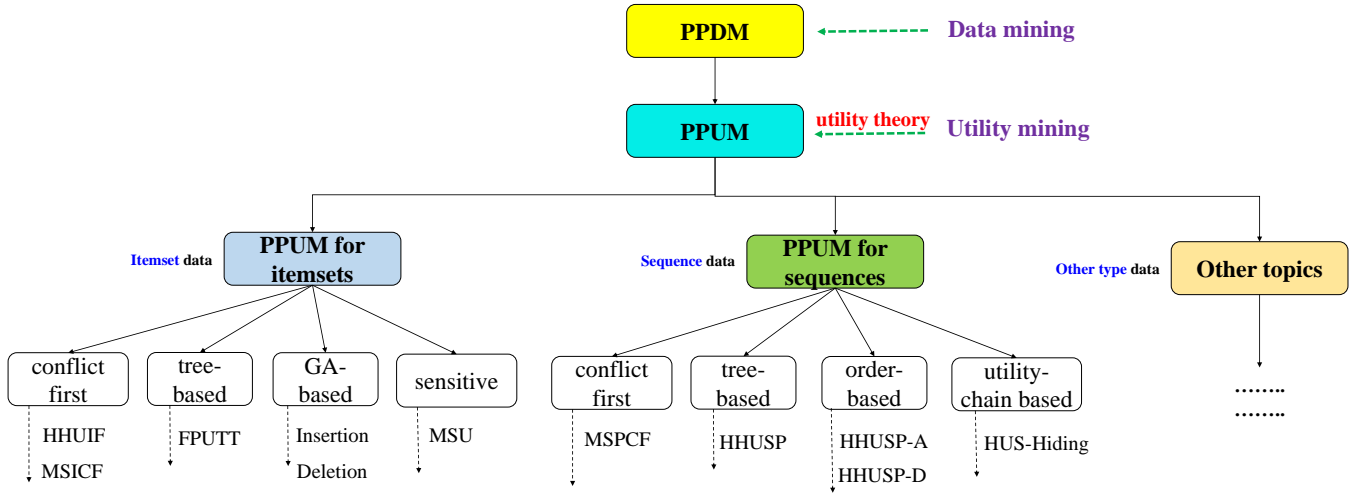 PPDM
Data mining
PPUM
utility theory
Utility mining
Itemset data
PPUM for
itemsets
Sequence data
PPUM for
sequences
Other type data
Other topics
conflict
first
tree-
based
GA-
based
sensitive
conflict
first
tree-
based
order-
based
utility-
chain based
........
........
HHUIF
MSICF
FPUTT
Insertion
Deletion
MSU
MSPCF
HHUSP
HHUSP-A
HHUSP-D
HUS-Hiding